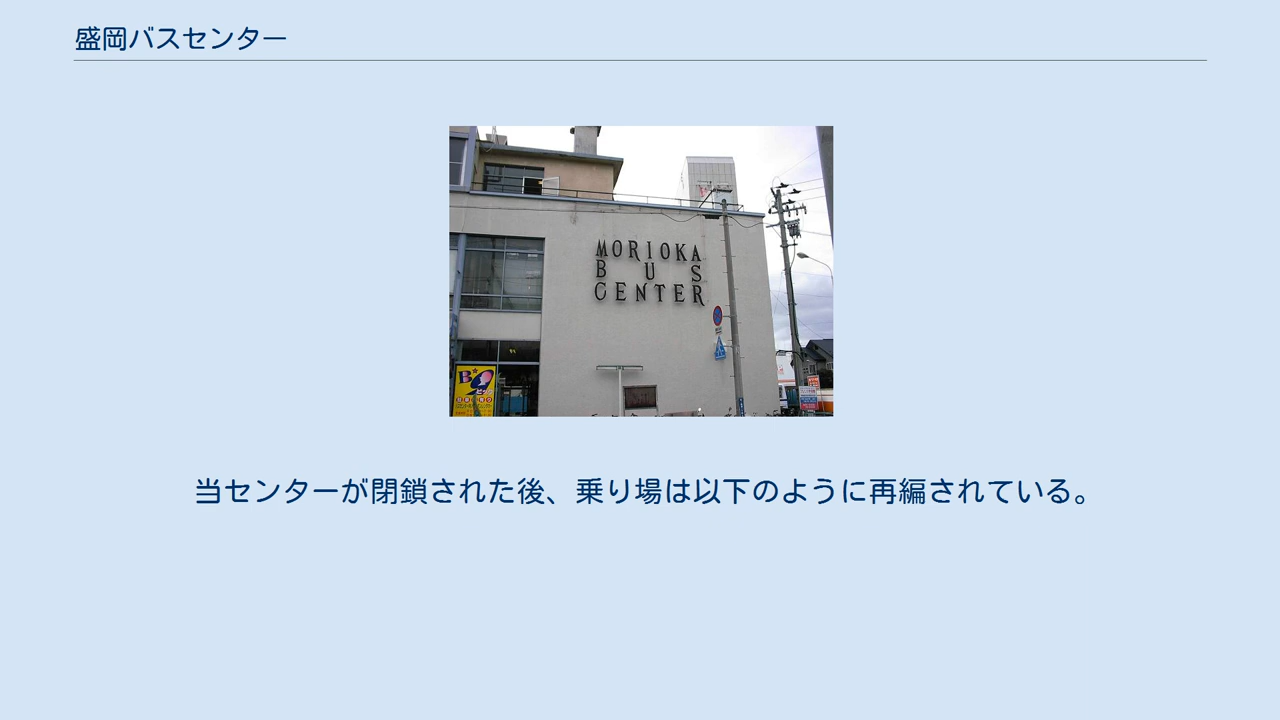 盛岡バスセンター
MORIOKA
BUS
CENTER
当センターが閉鎖された後、乗り場は以下のように再編されている。